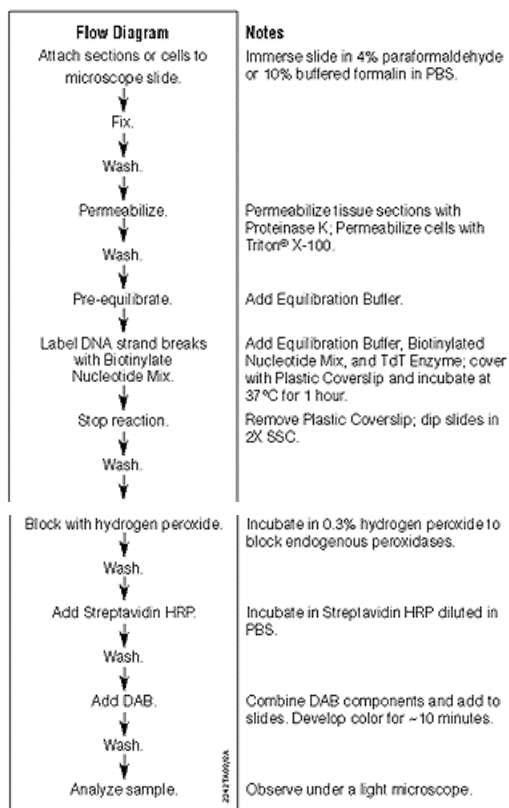 Flow Diagram
Notes
Attach sections or cells to
microscope slide.
Immerse slide in 4% paraformaldehyde
or 10% buffered formalin in PBS.
Fix.
Wash.
Permeabilize.
Permeabilize tissue sections with
Proteinase K; Permeabilize cells with
Triton® X-100.
Wash.
Pre-equilibrate.
Add Equilibration Buffer.
Label DNA strand breaks
with Biotinylate
Nucleotide Mix.
Add Equilibration Buffer, Biotinylated
Nucleotide Mix, and TdT Enzyme; cover
with Plastic Coverslip and incubate at
37°C for 1 hour.
Stop reaction.
Remove Plastic Coverslip; dip slides in
2X SSC.
Wash.
Block with hydrogen peroxide.
Incubate in 0.3% hydrogen peroxide to
block endogenous peroxidases.
Wash.
Add Streptavidin HRP.
Incubate in Streptavidin HRP diluted in
PBS.
Wash.
Add DAB.
Combine DAB components and add to
slides. Develop color for ~10 minutes.
Wash.
Analyze sample.
Observe under a light microscope.